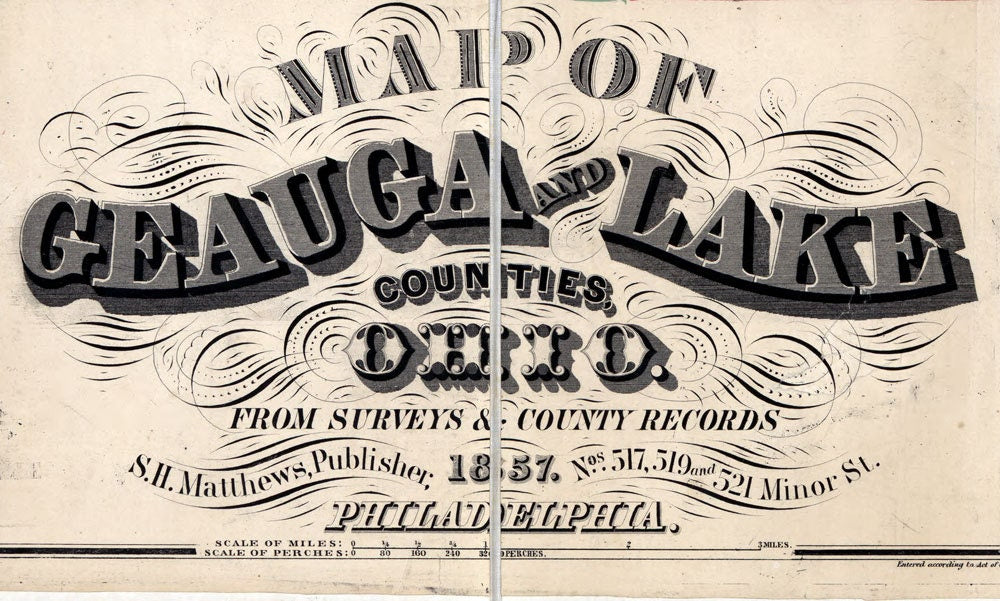 MAP OF
GEAUGA AND LAKE
COUNTIES,
OHIO.
FROM SURVEYS & COUNTY RECORDS
S.H. Matthews, Publisher, 1857. Nos. 517, 519 and 521 Minor St.
PHILADELPHIA.
SCALE OF MILES: 0 ¼ ½ ¾ 1 2 3 MILES.
SCALE OF PERCHES: 0 80 160 240 320 PERCHES.
Entered according to Act of